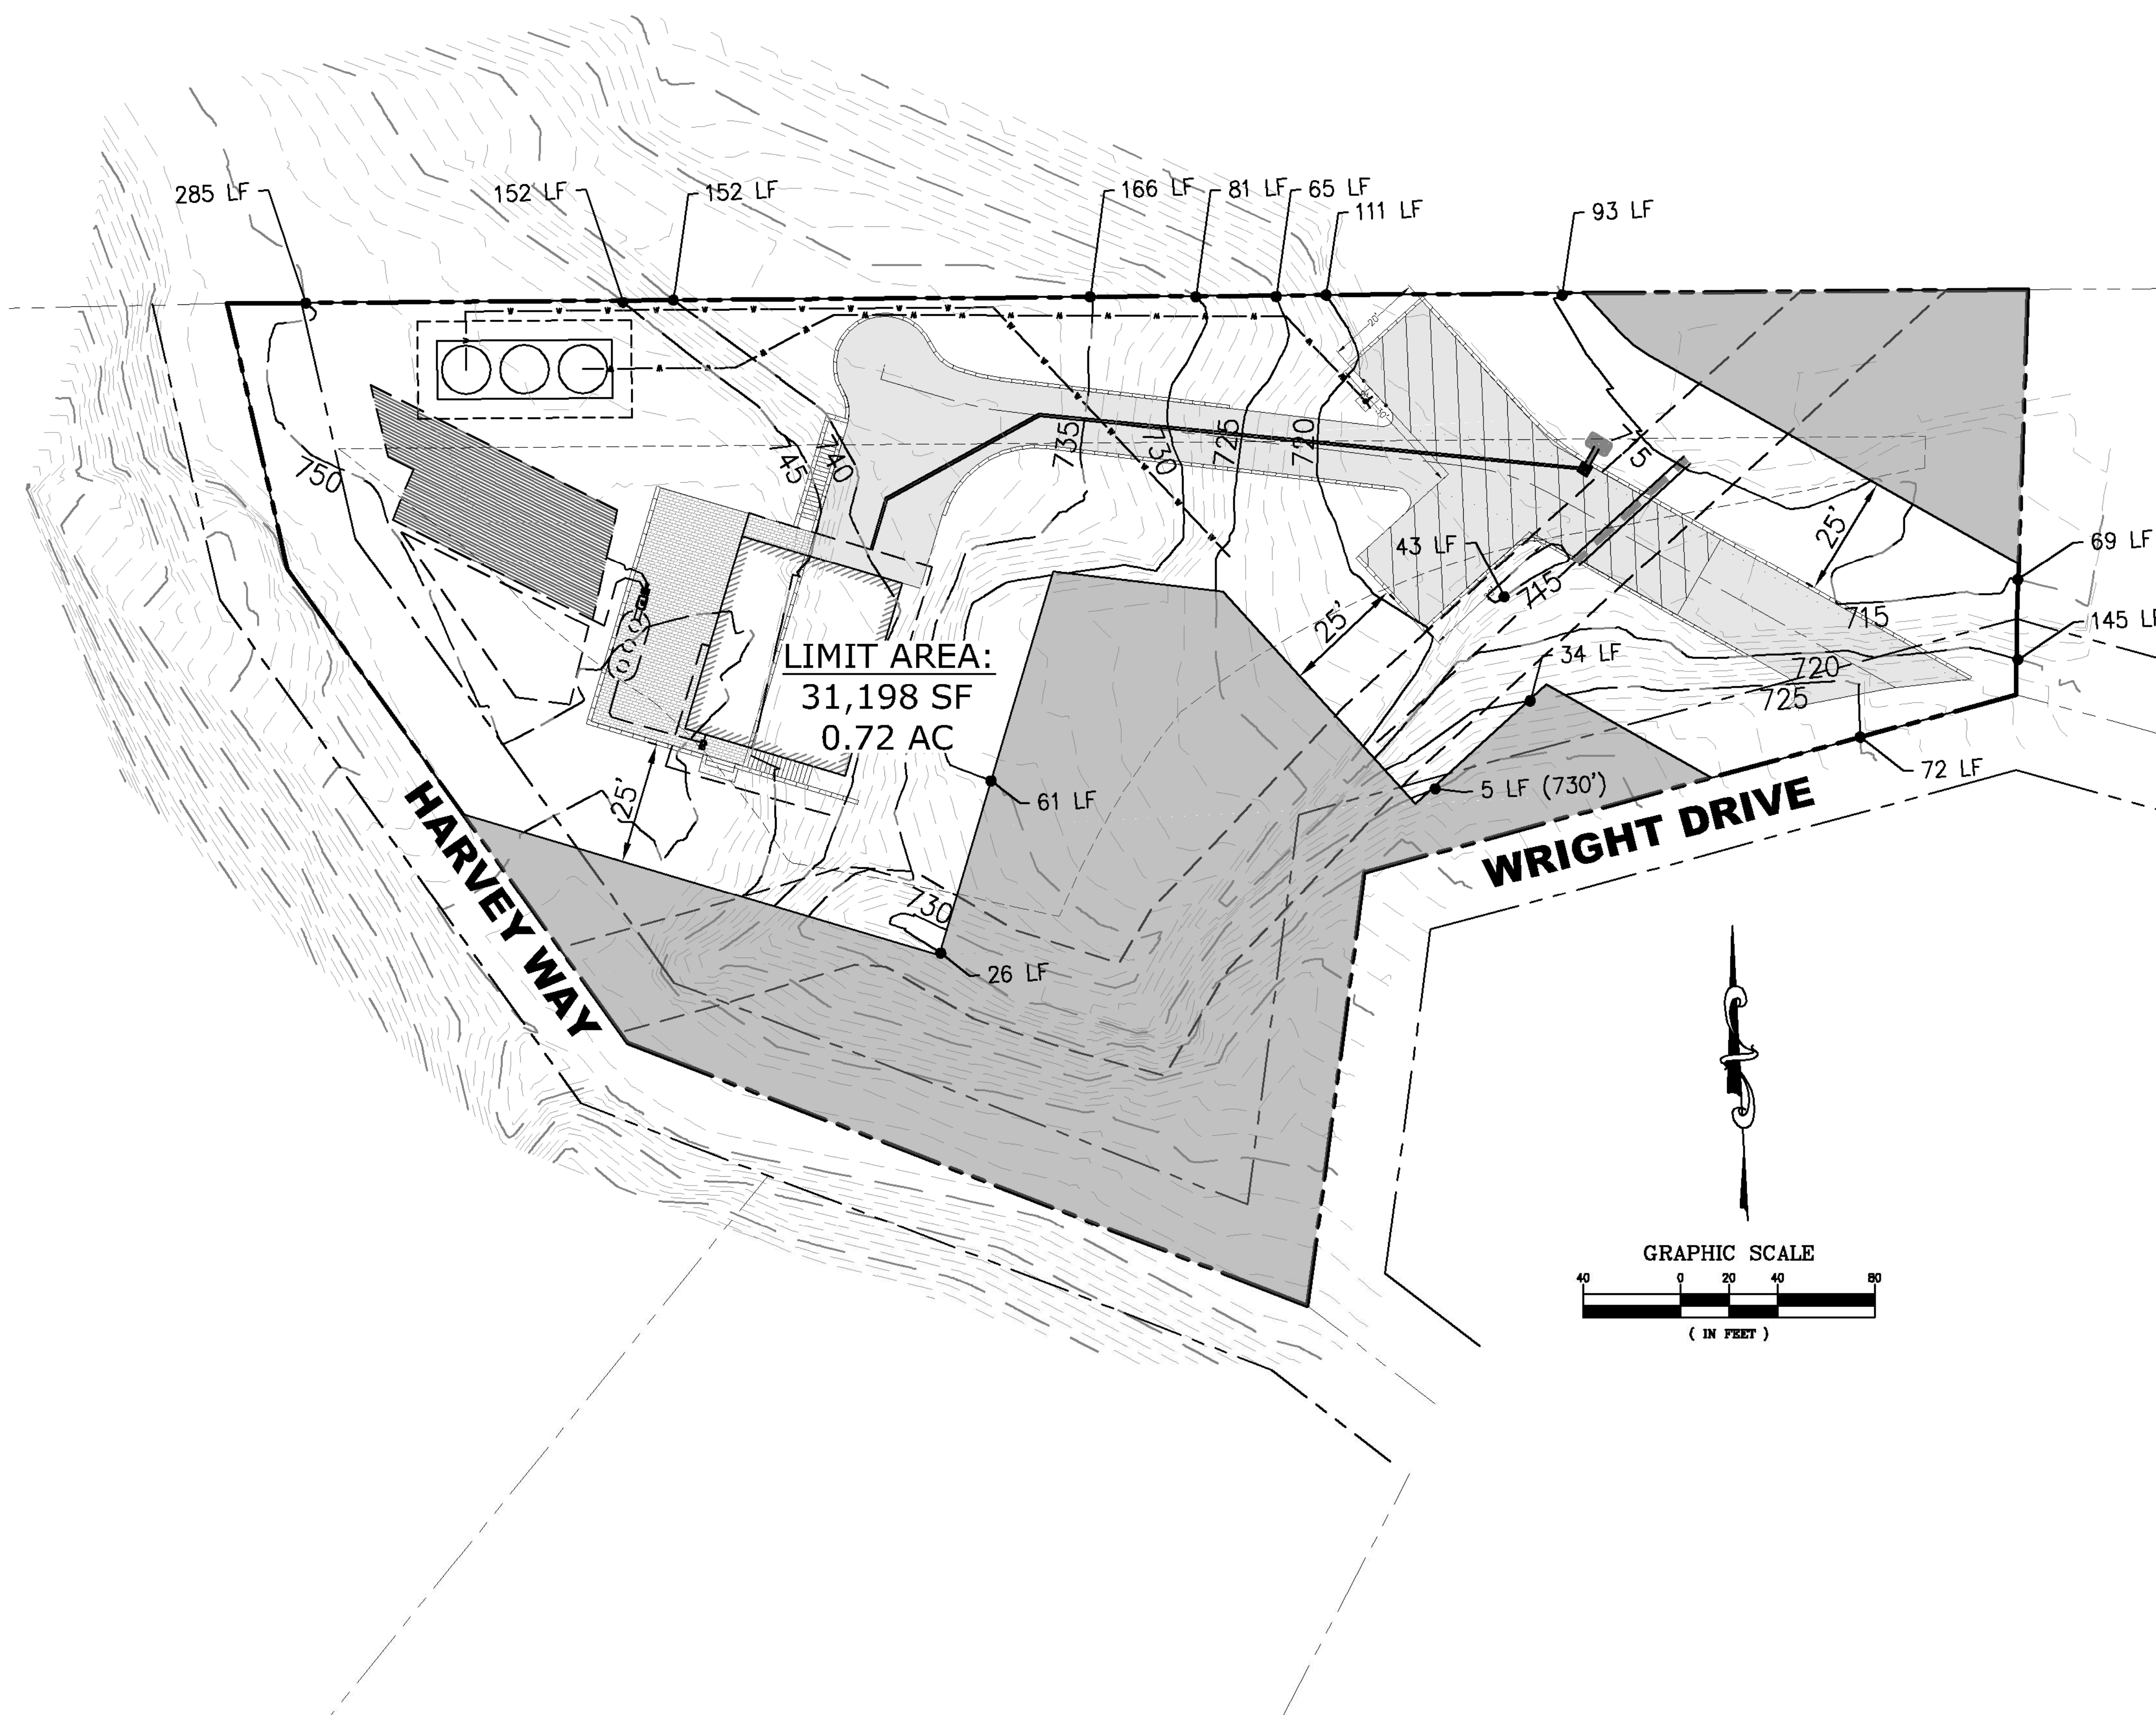 285 LF
152 LF
152 LF
166 LF
81 LF
65 LF
111 LF
93 LF
20'
750
745
740
735
730
725
720
715
25'
69 LF
43 LF
715
715
145 LF
25'
34 LF
720
725
LIMIT AREA:
31,198 SF
0.72 AC
72 LF
5 LF (730')
61 LF
25'
HARVEY WAY
WRIGHT DRIVE
730
26 LF
GRAPHIC SCALE
40 0 20 40 80
( IN FEET )